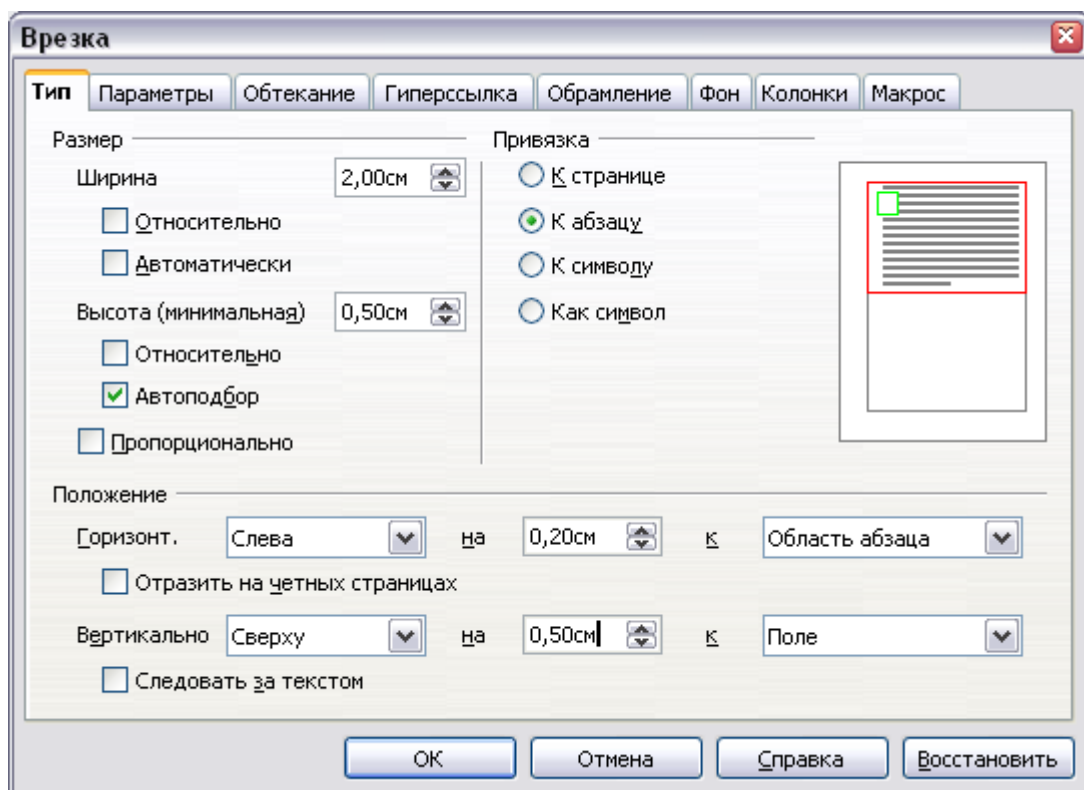 Врезка
Тип Параметры Обтекание Гиперссылка Обрамление Фон Колонки Макрос
Размер
Ширина 2,00см
Относительно
Автоматически
Высота (минимальная) 0,50см
Относительно
Автоподбор
Пропорционально
Привязка
К странице
К абзацу
К символу
Как символ
Положение
Горизонт. Слева на 0,20см к Область абзаца
Отразить на четных страницах
Вертикально Сверху на 0,50см к Поле
Следовать за текстом
ОК Отмена Справка Восстановить